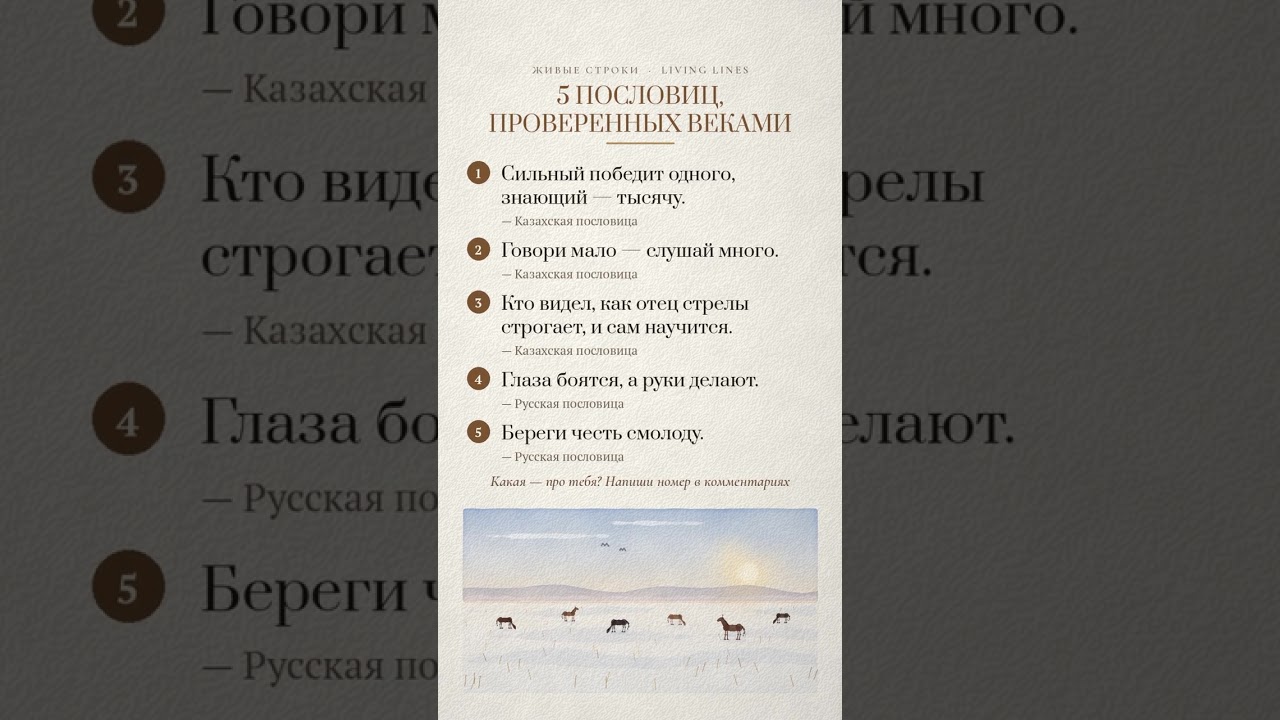 ЖИВЫЕ СТРОКИ · LIVING LINES
5 ПОСЛОВИЦ,
ПРОВЕРЕННЫХ ВЕКАМИ
1 Сильный победит одного,
знающий — тысячу.
— Казахская пословица
2 Говори мало — слушай много.
— Казахская пословица
3 Кто видел, как отец стрелы
строгает, и сам научится.
— Казахская пословица
4 Глаза боятся, а руки делают.
— Русская пословица
5 Береги честь смолоду.
— Русская пословица
Какая — про тебя? Напиши номер в комментариях